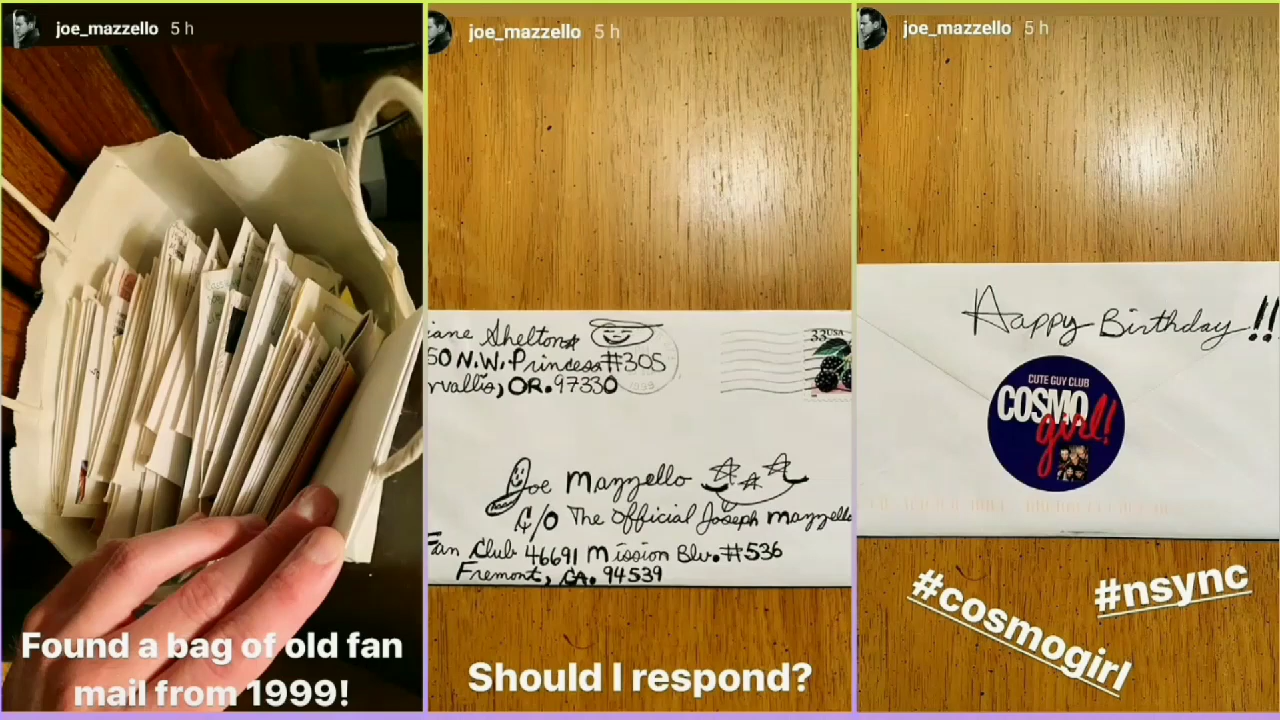 joe_mazzello 5 h
Found a bag of old fan
mail from 1999!
joe_mazzello 5 h
iane Shelton
50 N.W. Princess #305
rvallis, OR. 97330
1999
33 USA
Joe Mazzello
C/O The Official Joseph Mazzello
Fan Club 46691 Mission Blv. #536
Fremont, CA. 94539
Should I respond?
joe_mazzello 5 h
Happy Birthday!!
CUTE GUY CLUB
COSMO
girl!
#cosmogirl
#nsync